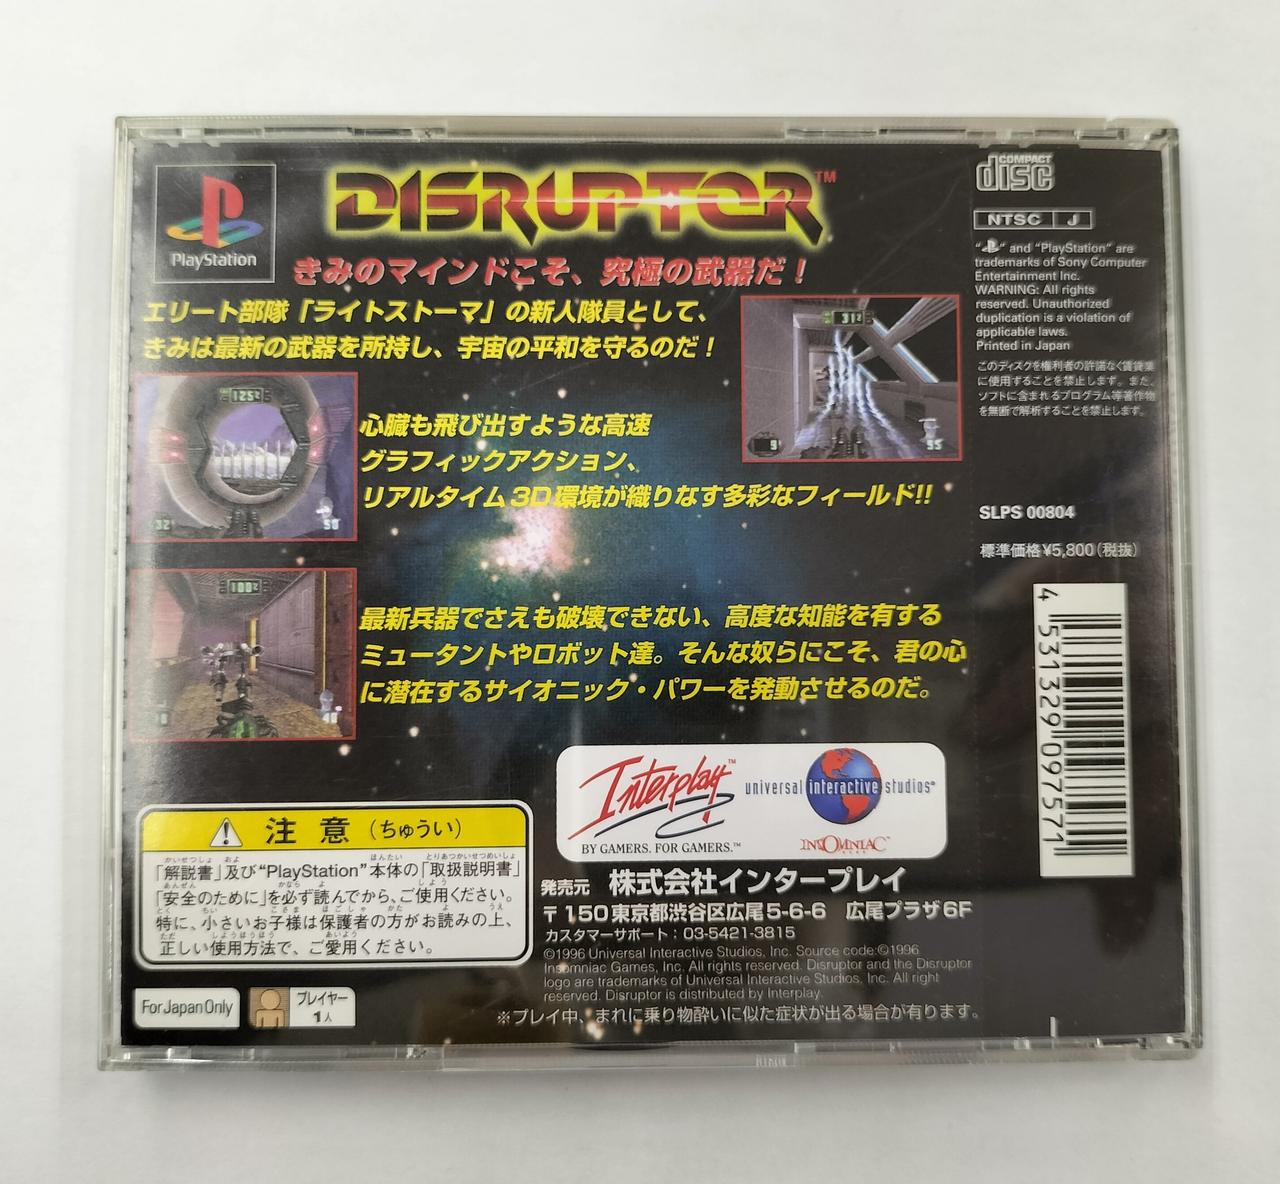 PlayStation
DISRUPTOR™
きみのマインドこそ、究極の武器だ！
エリート部隊「ライトストーマ」の新人隊員として、
きみは最新の武器を所持し、宇宙の平和を守るのだ！
心臓も飛び出すような高速
グラフィックアクション、
リアルタイム3D環境が織りなす多彩なフィールド!!
最新兵器でさえも破壊できない、高度な知能を有する
ミュータントやロボット達。そんな奴らにこそ、君の心
に潜在するサイオニック・パワーを発動させるのだ。
COMPACT
disc
NTSC J
" " and "PlayStation" are
trademarks of Sony Computer
Entertainment Inc.
WARNING: All rights
reserved. Unauthorized
duplication is a violation of
applicable laws.
Printed in Japan
このディスクを権利者の許諾なく賃貸業
に使用することを禁止します。また、
ソフトに含まれるプログラム等著作物
を無断で解析することを禁止します。
SLPS 00804
標準価格¥5,800(税抜)
4 531329 097571
Interplay™
BY GAMERS. FOR GAMERS.™
universal interactive studios®
INSOMNIAC™
GAMES
注意(ちゅうい)
「解説書」及び"PlayStation"本体の「取扱説明書」
「安全のために」を必ず読んでから、ご使用ください。
特に、小さいお子様は保護者の方がお読みの上、
正しい使用方法で、ご愛用ください。
For Japan Only
プレイヤー
1人
発売元 株式会社インタープレイ
〒150 東京都渋谷区広尾5-6-6 広尾プラザ6F
カスタマーサポート：03-5421-3815
©1996 Universal Interactive Studios, Inc. Source code:©1996
Insomniac Games, Inc. All rights reserved. Disruptor and the Disruptor
logo are trademarks of Universal Interactive Studios, Inc. All right
reserved. Disruptor is distributed by Interplay.
※プレイ中、まれに乗り物酔いに似た症状が出る場合が有ります。